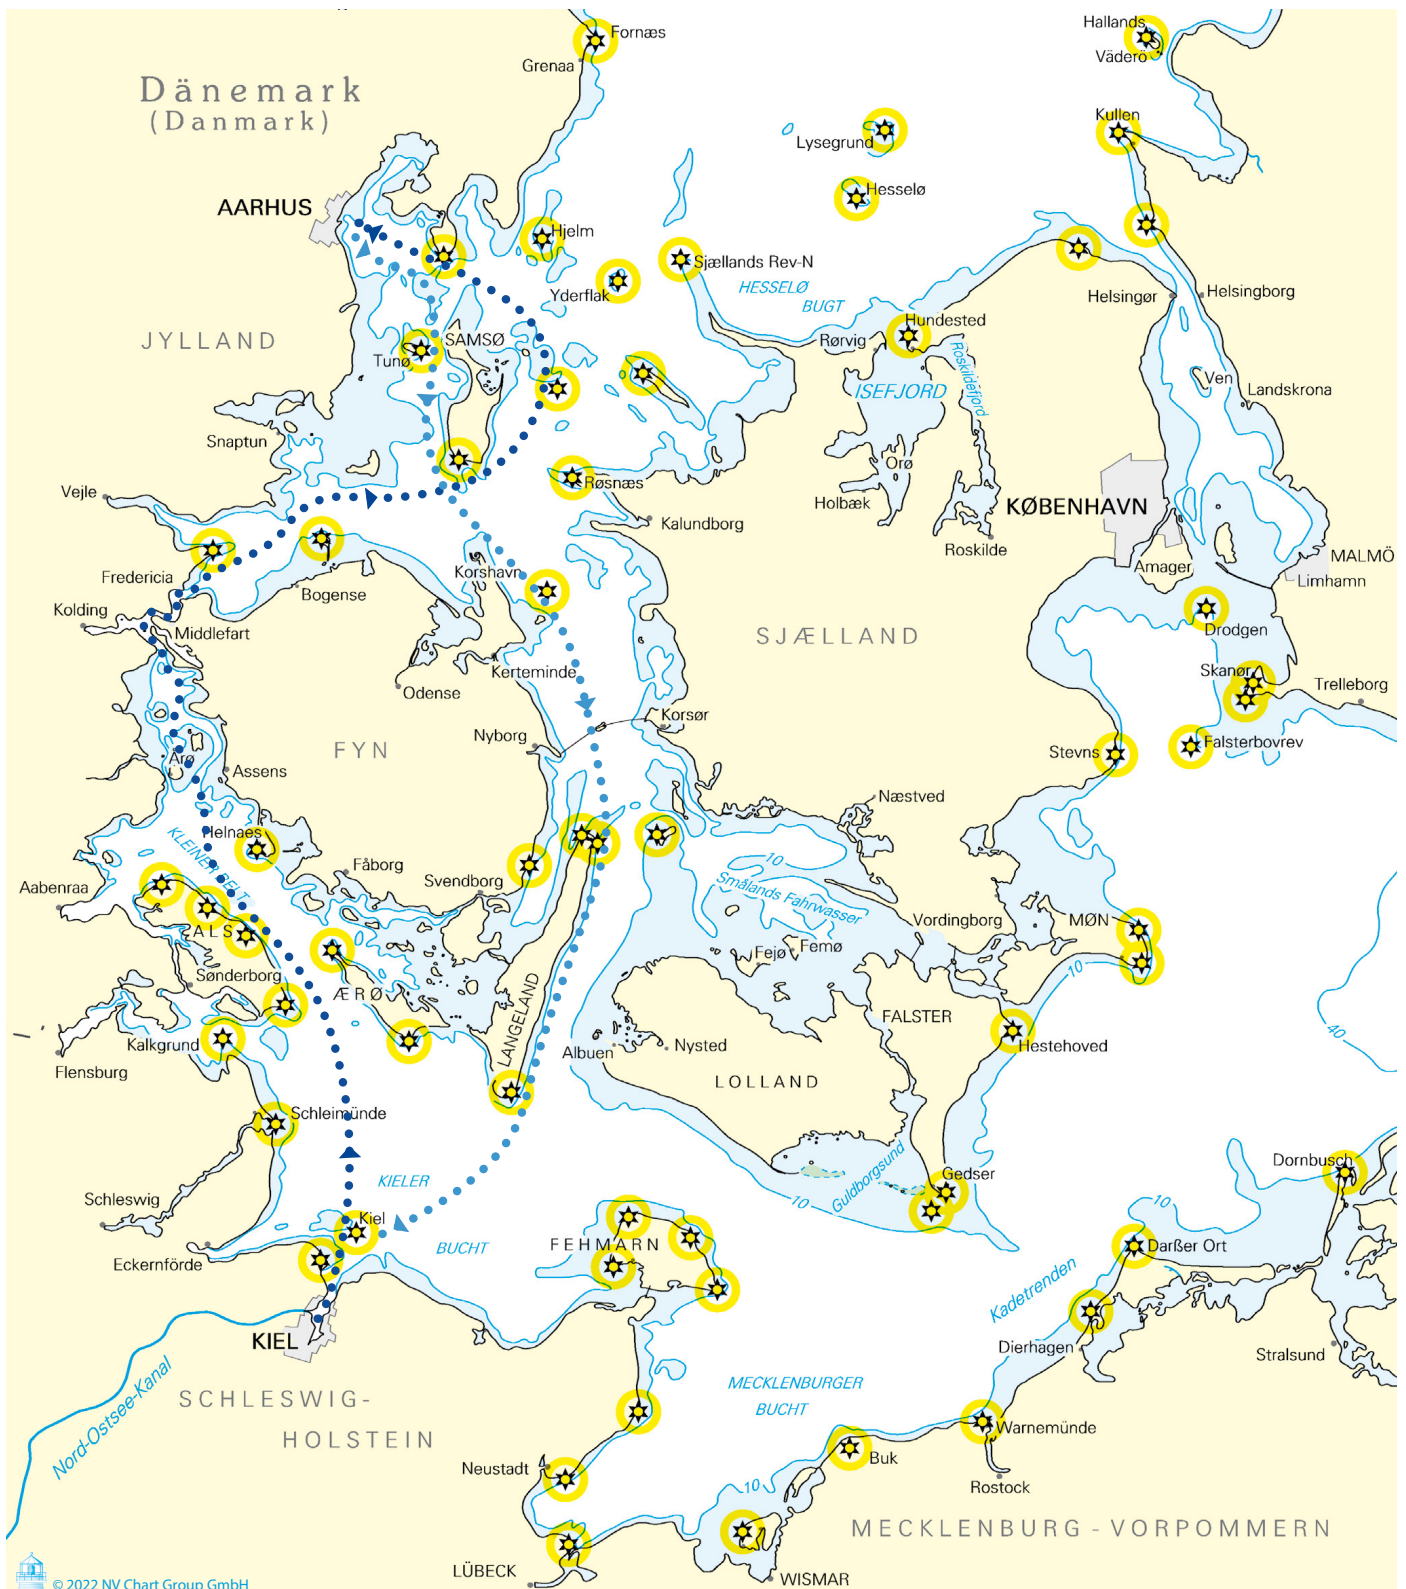 Fornæs
Grenaa
Hallands
Väderö
Dänemark
(Danmark)
Kullen
Lysegrund
Hesselø
AARHUS
Hjelm
Sjællands Rev-N
HESSELØ
BUGT
Yderflak
Helsingør
Helsingborg
JYLLAND
SAMSØ
Tunø
Hundested
Rørvig
Roskildefjord
ISEFJORD
Ven
Landskrona
Snaptun
Orø
Holbæk
Vejle
Røsnæs
Kalundborg
KØBENHAVN
Roskilde
MALMÖ
Limhamn
Amager
Fredericia
Korshavn
Bogense
Kolding
Middlefart
SJÆLLAND
Drodgen
Kerteminde
Odense
Skanør
Trelleborg
Korsør
Nyborg
FYN
Stevns
Falsterbovrev
Arø
Assens
Næstved
KLEINER BELT
Helnaes
Fåborg
10
Smålands Fahrwasser
Aabenraa
Svendborg
Vordingborg
MØN
ALS
Fejø
Femø
Sønderborg
ÆRØ
10
LANGELAND
FALSTER
40
Kalkgrund
Albuen
Nysted
Hestehoved
Flensburg
LOLLAND
Schleimünde
Guldborgsund
Dornbusch
KIELER
Gedser
Schleswig
10
10
Kiel
BUCHT
FEHMARN
Darßer Ort
Eckernförde
Kadetrenden
KIEL
Dierhagen
Stralsund
Nord-Ostsee-Kanal
SCHLESWIG-
HOLSTEIN
MECKLENBURGER
BUCHT
Warnemünde
Buk
Neustadt
10
Rostock
MECKLENBURG - VORPOMMERN
LÜBECK
WISMAR
© 2022 NV Chart Group GmbH